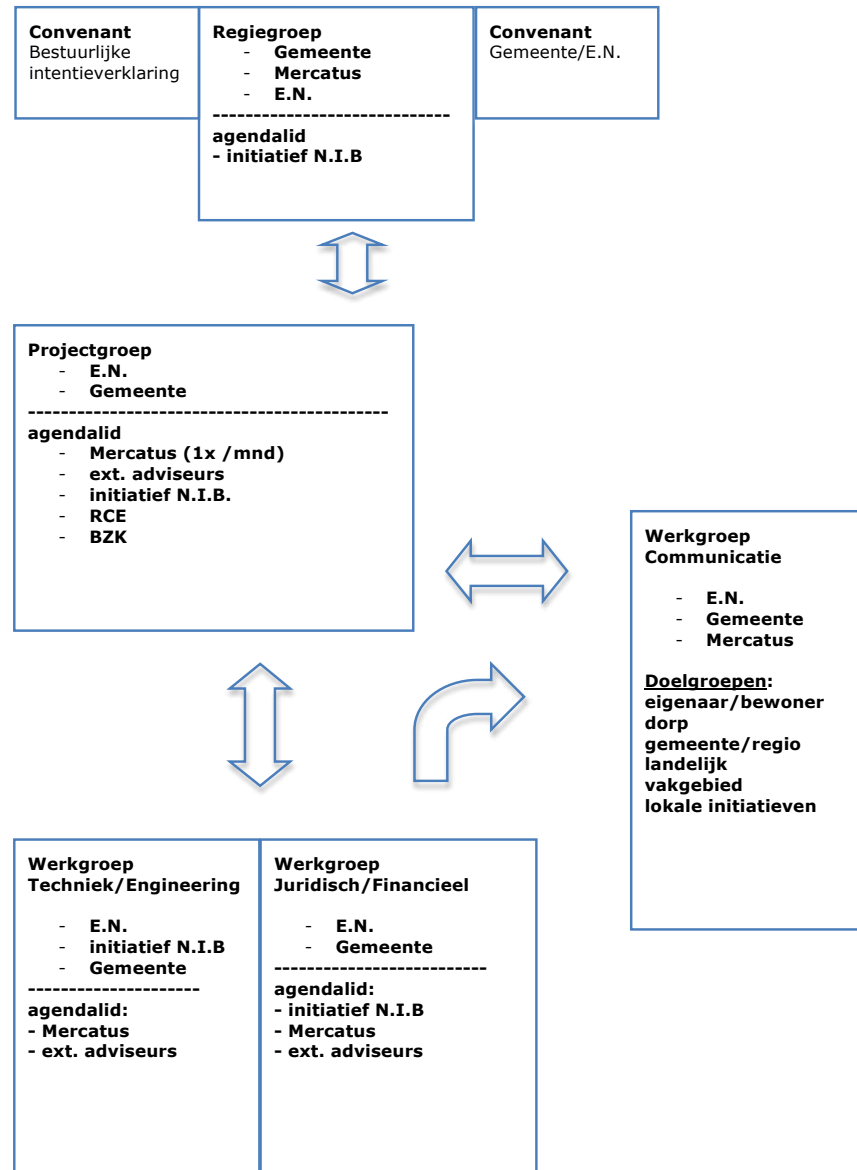 Convenant
Bestuurlijke
intentieverklaring
Regiegroep
- Gemeente
- Mercatus
- E.N.
-----------------------------
agendalid
- initiatief N.I.B
Convenant
Gemeente/E.N.
Projectgroep
- E.N.
- Gemeente
--------------------------------------------
agendalid
- Mercatus (1x /mnd)
- ext. adviseurs
- initiatief N.I.B.
- RCE
- BZK
Werkgroep
Communicatie
- E.N.
- Gemeente
- Mercatus
Doelgroepen:
eigenaar/bewoner
dorp
gemeente/regio
landelijk
vakgebied
lokale initiatieven
Werkgroep
Techniek/Engineering
- E.N.
- initiatief N.I.B
- Gemeente
---------------------
agendalid:
- Mercatus
- ext. adviseurs
Werkgroep
Juridisch/Financieel
- E.N.
- Gemeente
--------------------------
agendalid:
- initiatief N.I.B
- Mercatus
- ext. adviseurs